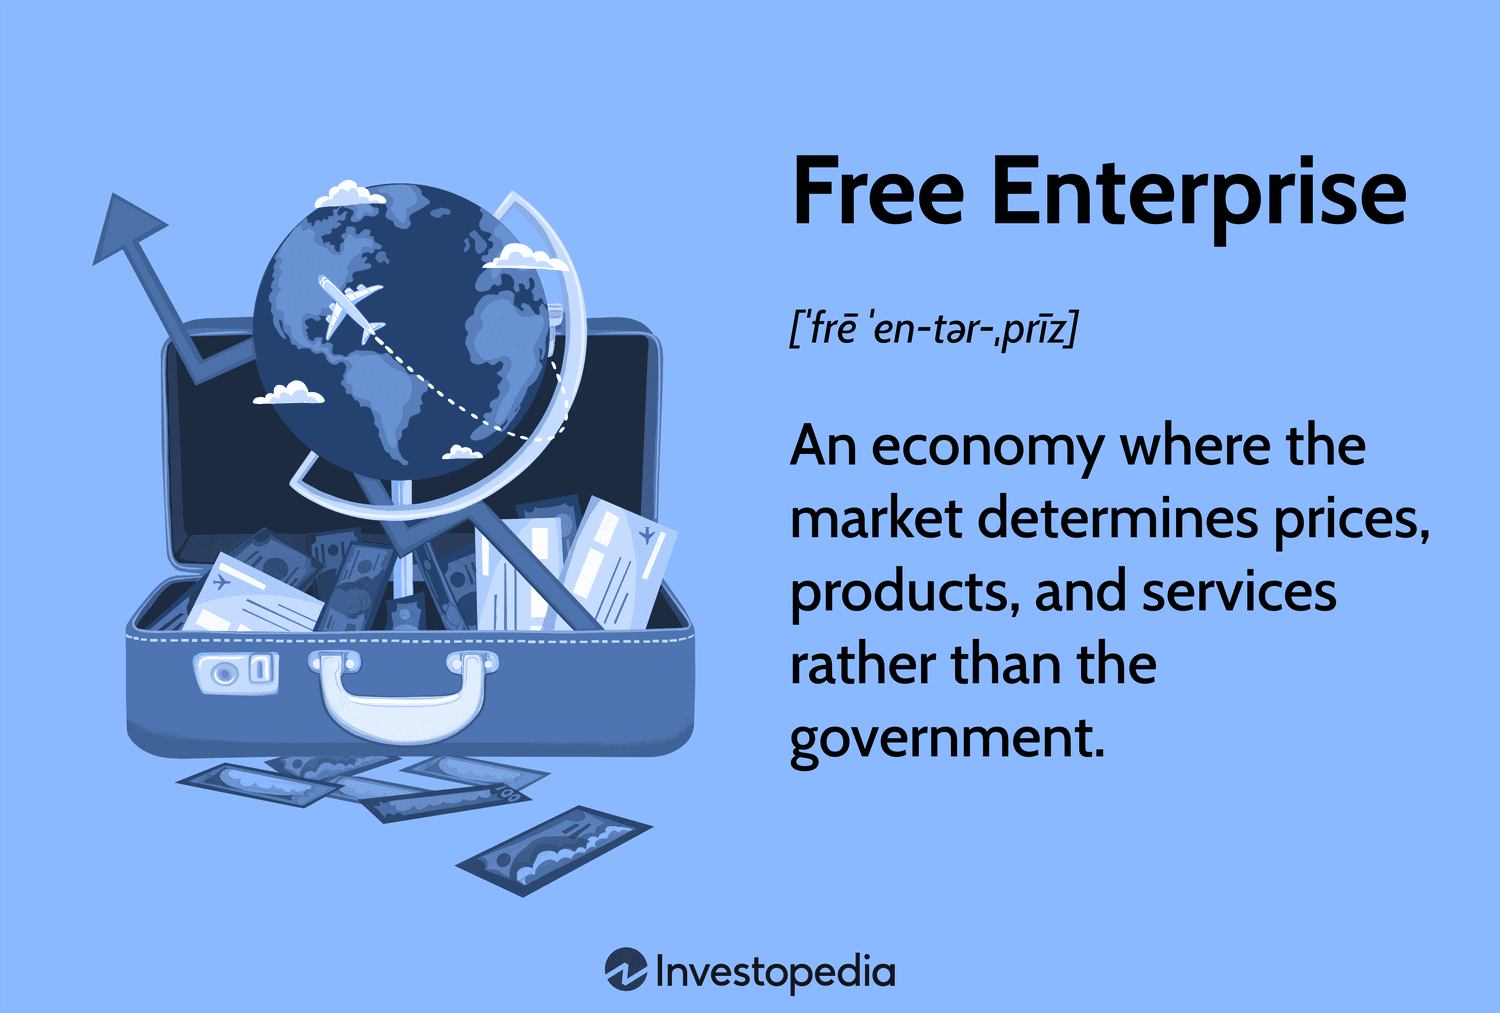 Free Enterprise
[ˈfrē ˈen-tər-ˌprīz]
An economy where the
market determines prices,
products, and services
rather than the
government.
100
Investopedia